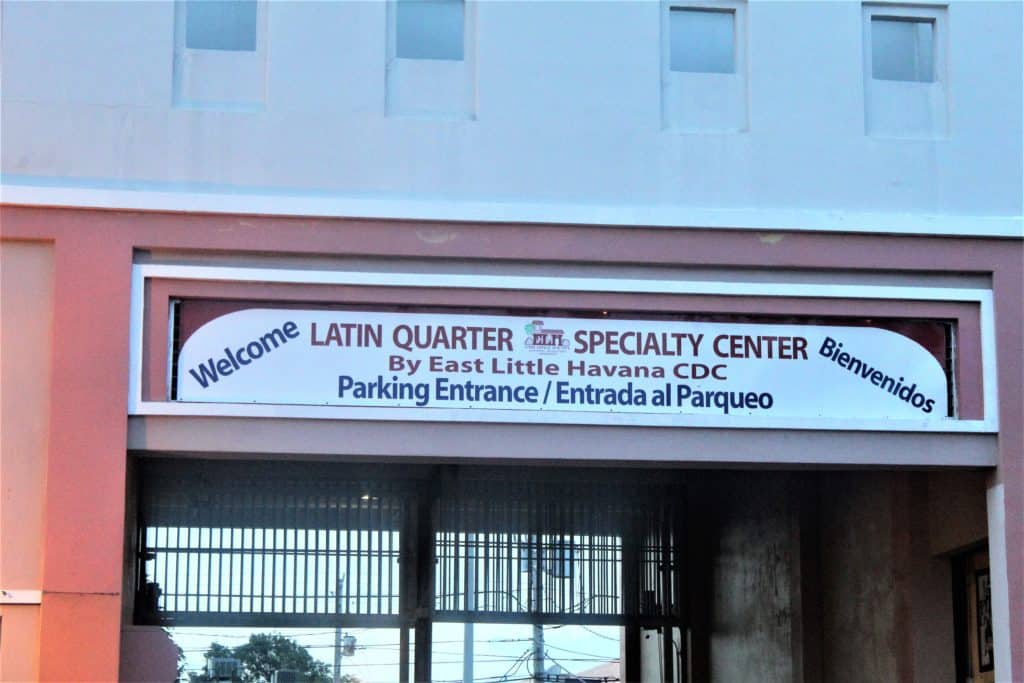 Welcome
LATIN QUARTER SPECIALTY CENTER
By East Little Havana CDC
Parking Entrance / Entrada al Parqueo
Bienvenidos